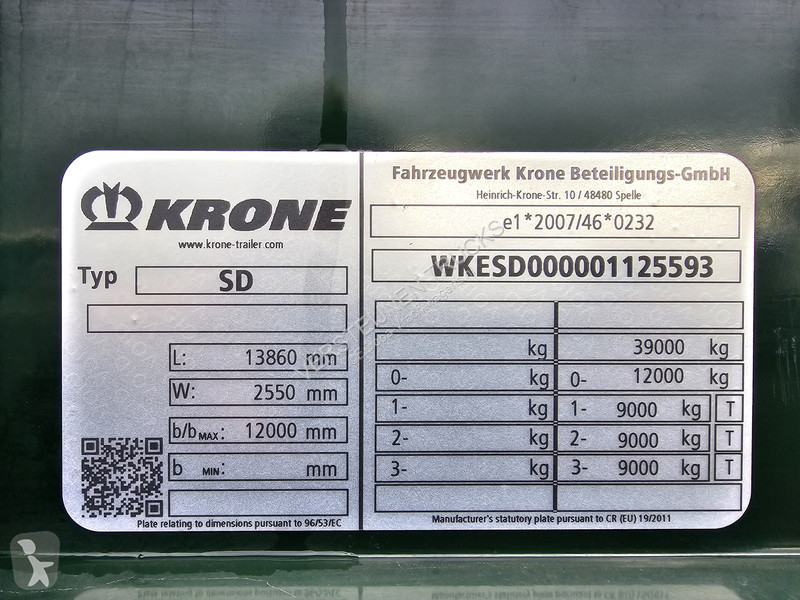 KRONE
www.krone-trailer.com
Typ SD
L: 13860 mm
W: 2550 mm
b/bMAX: 12000 mm
b MIN: mm
Plate relating to dimensions pursuant to 96/53/EC
Fahrzeugwerk Krone Beteiligungs-GmbH
Heinrich-Krone-Str. 10 / 48480 Spelle
e1*2007/46*0232
WKESD000001125593
kg 39000 kg
0- kg 0- 12000 kg
1- kg 1- 9000 kg T
2- kg 2- 9000 kg T
3- kg 3- 9000 kg T
Manufacturer's statutory plate pursuant to CR (EU) 19/2011